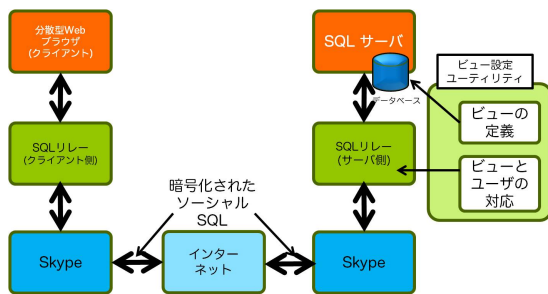 分散型Web
ブラウザ
(クライアント)
SQL サーバ
データベース
ビュー設定
ユーティリティ
ビューの
定義
ビューと
ユーザの
対応
SQLリレー
(クライアント側)
SQLリレー
(サーバ側)
暗号化された
ソーシャル
SQL
Skype
インター
ネット
Skype